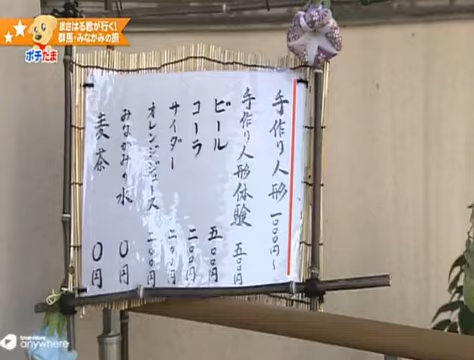 まさはる君が行く!
群馬・みなかみの旅
ポチたま
手作り人形 一〇〇〇円〜
手作り人形体験 五〇〇円
ビール 五〇〇円
コーラ 二〇〇円
サイダー 二〇〇円
オレンジジュース 二〇〇円
みなかみの水 〇円
麦茶 〇円
anywhere